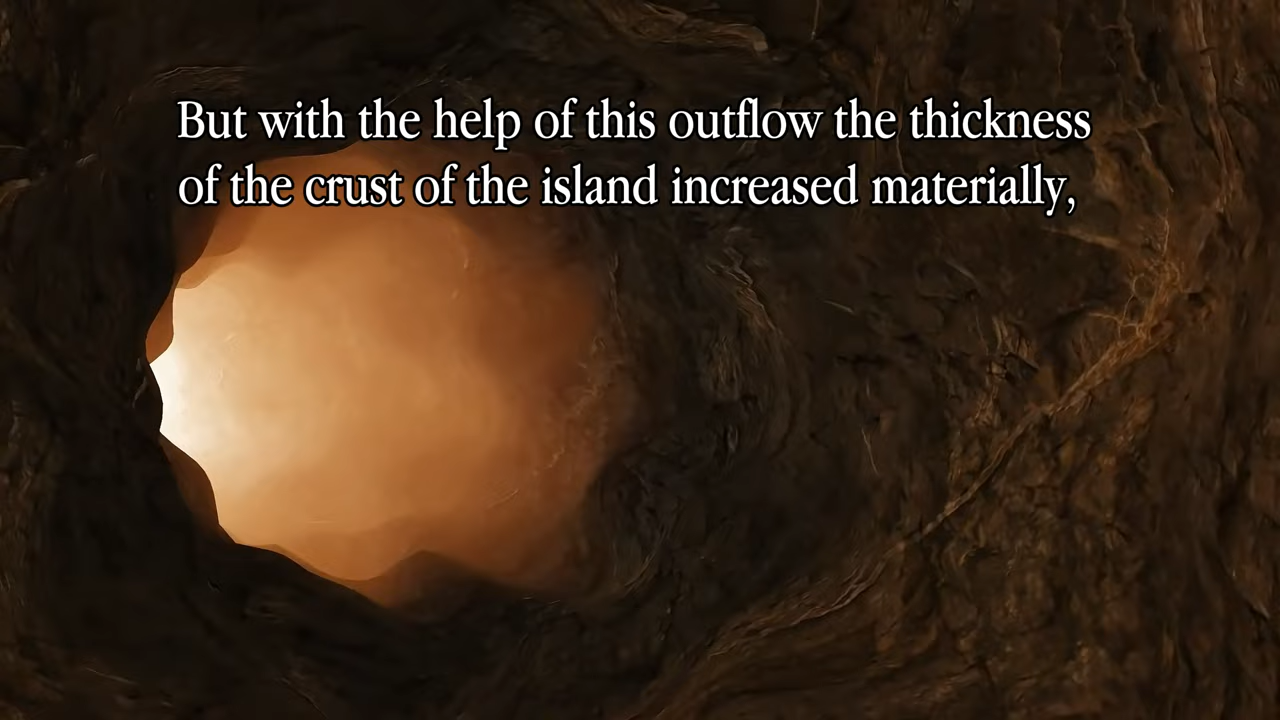 But with the help of this outflow the thickness
of the crust of the island increased materially,